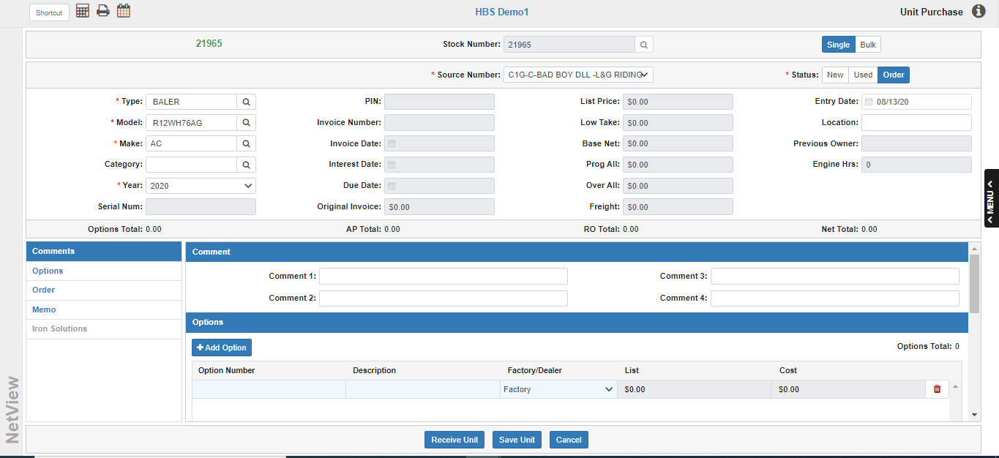 Shortcut HBS Demo1 Unit Purchase
21965 Stock Number: 21965 Single Bulk
* Source Number: C1G-C-BAD BOY DLL -L&G RIDING * Status: New Used Order
* Type: BALER PIN: List Price: $0.00 Entry Date: 08/13/20
* Model: R12WH76AG Invoice Number: Low Take: $0.00 Location:
* Make: AC Invoice Date: Base Net: $0.00 Previous Owner:
Category: Interest Date: Prog All: $0.00 Engine Hrs: 0
* Year: 2020 Due Date: Over All: $0.00
Serial Num: Original Invoice: $0.00 Freight: $0.00
Options Total: 0.00 AP Total: 0.00 RO Total: 0.00 Net Total: 0.00
MENU
Comments
Options
Order
Memo
Iron Solutions
Comment
Comment 1: Comment 3:
Comment 2: Comment 4:
Options
Add Option Options Total: 0
Option Number Description Factory/Dealer List Cost
Factory $0.00 $0.00
Receive Unit Save Unit Cancel
NetView